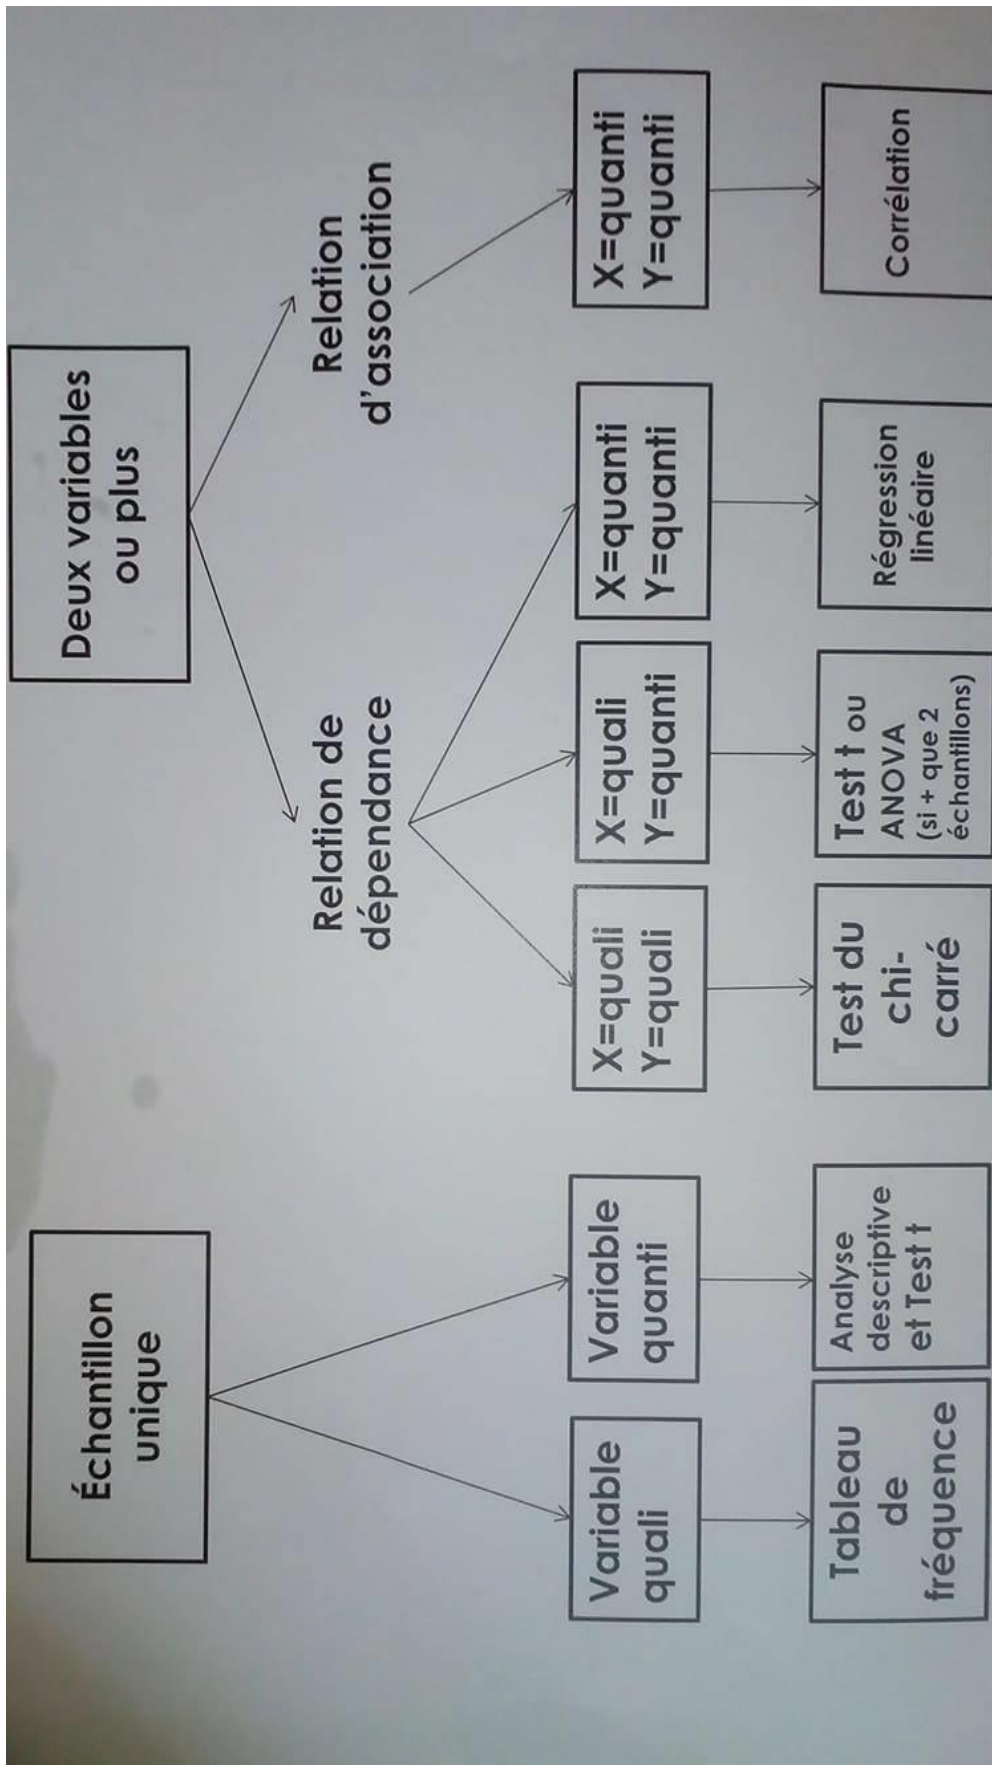 Échantillon
unique
Deux variables
ou plus
Relation de
dépendance
Relation
d'association
Variable
quali
Variable
quanti
X=quali
Y=quali
X=quali
Y=quanti
X=quanti
Y=quanti
X=quanti
Y=quanti
Tableau
de
fréquence
Analyse
descriptive
et Test t
Test du
chi-
carré
Test t ou
ANOVA
(si + que 2
échantillons)
Régression
linéaire
Corrélation